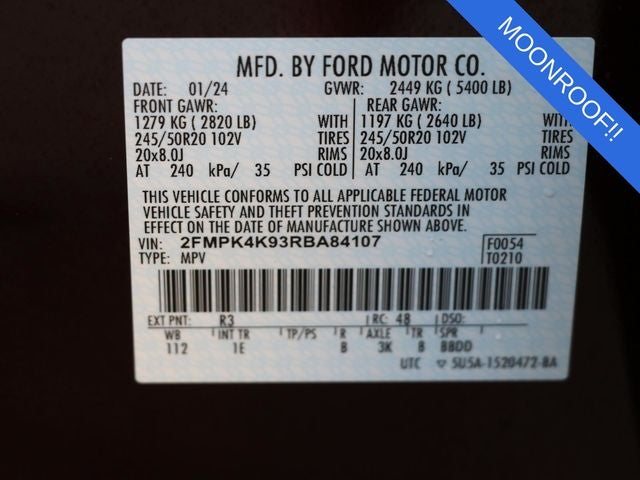 MOONROOF!!
MFD. BY FORD MOTOR CO.
DATE: 01/24 GVWR: 2449 KG ( 5400 LB)
FRONT GAWR: REAR GAWR:
1279 KG ( 2820 LB) WITH 1197 KG ( 2640 LB) WITH
245/50R20 102V TIRES 245/50R20 102V TIRES
20x8.0J RIMS 20x8.0J RIMS
AT 240 kPa/ 35 PSI COLD AT 240 kPa/ 35 PSI COLD
THIS VEHICLE CONFORMS TO ALL APPLICABLE FEDERAL MOTOR
VEHICLE SAFETY AND THEFT PREVENTION STANDARDS IN
EFFECT ON THE DATE OF MANUFACTURE SHOWN ABOVE.
VIN: 2FMPK4K93RBA84107 F0054
TYPE: MPV T0210
EXT PNT: R3 RC: 48 DSO:
WB INT TR TP/PS R AXLE TR SPR
112 1E B 3K B BBDD
UTC ▽ 5U5A-1520472-BA